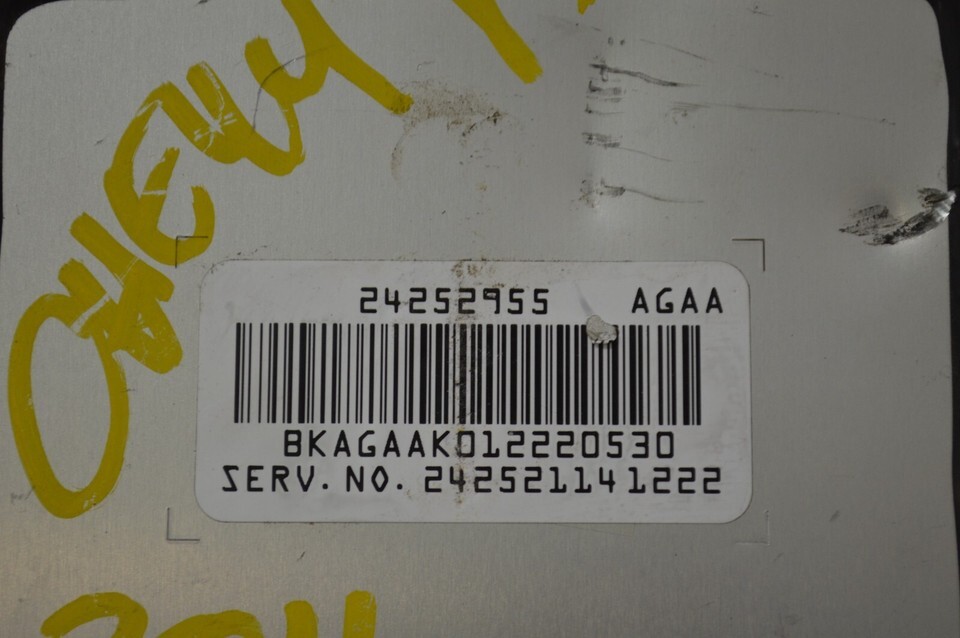 CHEVY
24252955 AGAA
BKAGAAK012220530
SERV. NO. 242521141222